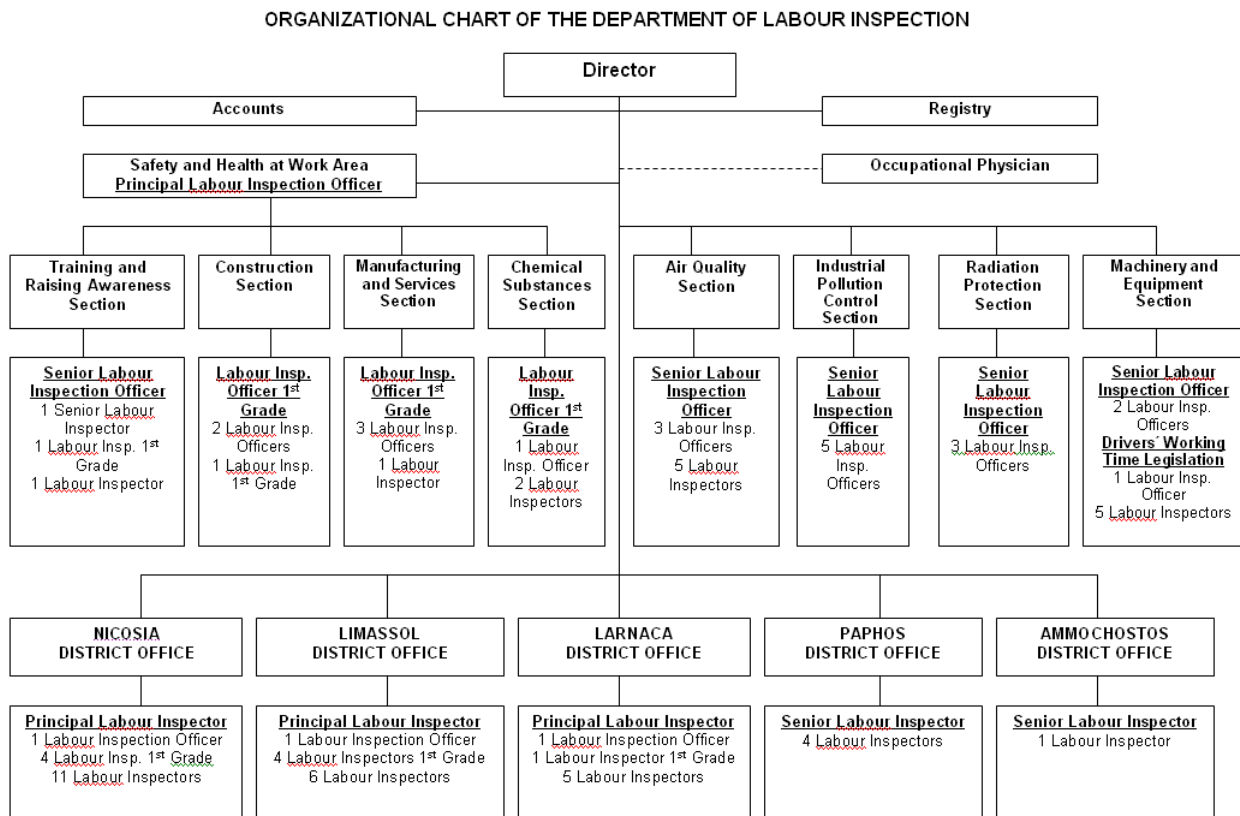 ORGANIZATIONAL CHART OF THE DEPARTMENT OF LABOUR INSPECTION
Director
Accounts
Registry
Safety and Health at Work Area
Principal Labour Inspection Officer
Occupational Physician
Training and
Raising Awareness
Section
Construction
Section
Manufacturing
and Services
Section
Chemical
Substances
Section
Air Quality
Section
Industrial
Pollution
Control
Section
Radiation
Protection
Section
Machinery and
Equipment
Section
Senior Labour
Inspection Officer
1 Senior Labour
Inspector
1 Labour Insp. 1st
Grade
1 Labour Inspector
Labour Insp.
Officer 1st
Grade
2 Labour Insp.
Officers
1 Labour Insp.
1st Grade
Labour Insp.
Officer 1st
Grade
3 Labour Insp.
Officers
1 Labour
Inspector
Labour
Insp.
Officer 1st
Grade
1 Labour
Insp. Officer
2 Labour
Inspectors
Senior Labour
Inspection
Officer
3 Labour Insp.
Officers
5 Labour
Inspectors
Senior
Labour
Inspection
Officer
5 Labour
Insp.
Officers
Senior
Labour
Inspection
Officer
3 Labour Insp.
Officers
Senior Labour
Inspection Officer
2 Labour Insp.
Officers
Drivers´ Working
Time Legislation
1 Labour Insp.
Officer
5 Labour Inspectors
NICOSIA
DISTRICT OFFICE
LIMASSOL
DISTRICT OFFICE
LARNACA
DISTRICT OFFICE
PAPHOS
DISTRICT OFFICE
AMMOCHOSTOS
DISTRICT OFFICE
Principal Labour Inspector
1 Labour Inspection Officer
4 Labour Insp. 1st Grade
11 Labour Inspectors
Principal Labour Inspector
1 Labour Inspection Officer
4 Labour Inspectors 1st Grade
6 Labour Inspectors
Principal Labour Inspector
1 Labour Inspection Officer
1 Labour Inspector 1st Grade
5 Labour Inspectors
Senior Labour Inspector
4 Labour Inspectors
Senior Labour Inspector
1 Labour Inspector